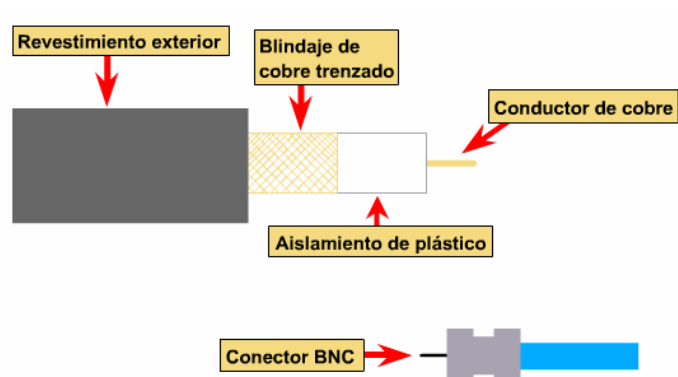 Revestimiento exterior
Blindaje de
cobre trenzado
Conductor de cobre
Aislamiento de plástico
Conector BNC